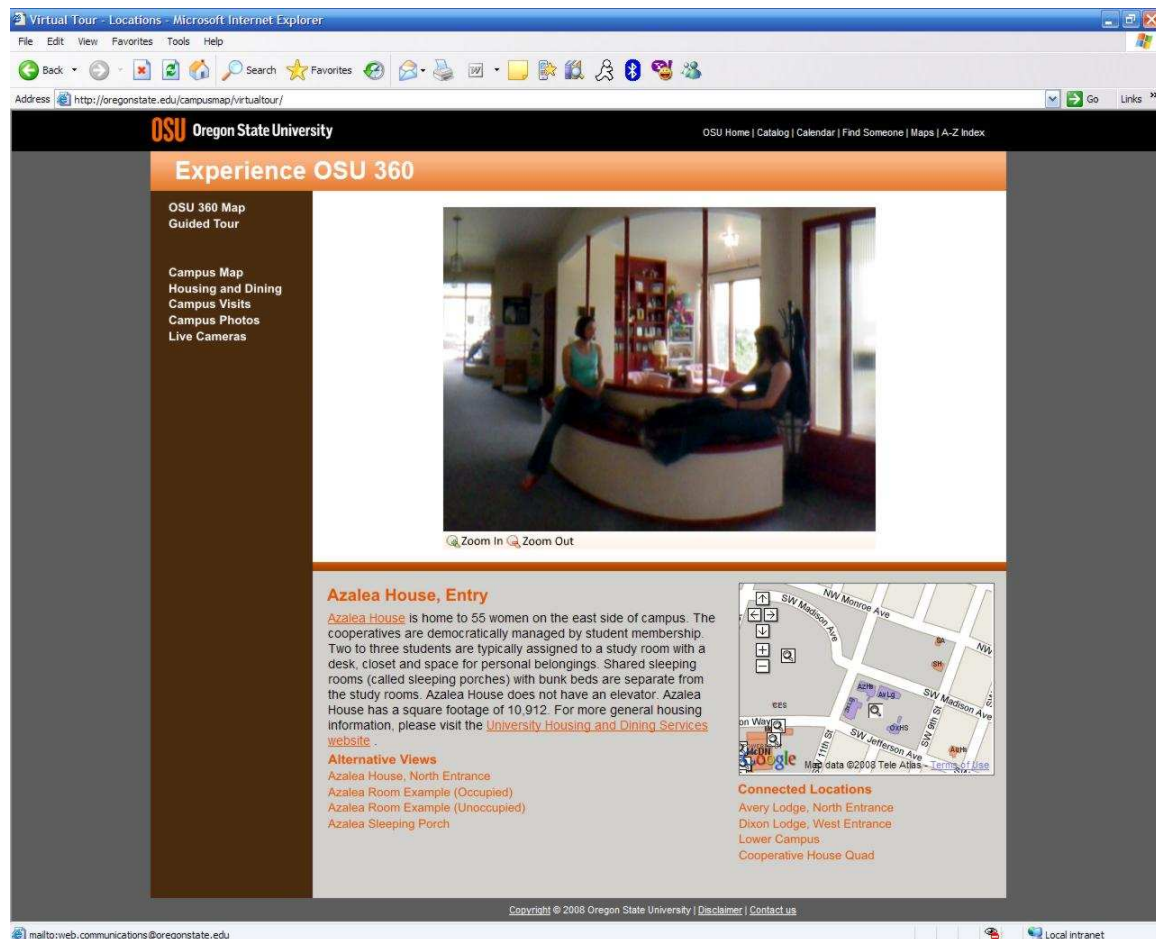 Virtual Tour - Locations - Microsoft Internet Explorer
File Edit View Favorites Tools Help
Back Search Favorites
Address http://oregonstate.edu/campusmap/virtualtour/ Go Links »
OSU Oregon State University
OSU Home | Catalog | Calendar | Find Someone | Maps | A-Z Index
Experience OSU 360
OSU 360 Map
Guided Tour
Campus Map
Housing and Dining
Campus Visits
Campus Photos
Live Cameras
Zoom In Zoom Out
Azalea House, Entry
Azalea House is home to 55 women on the east side of campus. The
cooperatives are democratically managed by student membership.
Two to three students are typically assigned to a study room with a
desk, closet and space for personal belongings. Shared sleeping
rooms (called sleeping porches) with bunk beds are separate from
the study rooms. Azalea House does not have an elevator. Azalea
House has a square footage of 10,912. For more general housing
information, please visit the University Housing and Dining Services
website .
Alternative Views
Azalea House, North Entrance
Azalea Room Example (Occupied)
Azalea Room Example (Unoccupied)
Azalea Sleeping Porch
NW Monroe Ave
SW Madison Ave
SA
NW
SH
AzHs
AvLg
SW Madison Ave
EES
OxHS
SW 9th St
on Way
SW Jefferson Ave
SW 11th St
McDN
Google
Map data ©2008 Tele Atlas - Terms of Use
Connected Locations
Avery Lodge, North Entrance
Dixon Lodge, West Entrance
Lower Campus
Cooperative House Quad
Copyright © 2008 Oregon State University | Disclaimer | Contact us
mailto:web.communications@oregonstate.edu
Local intranet